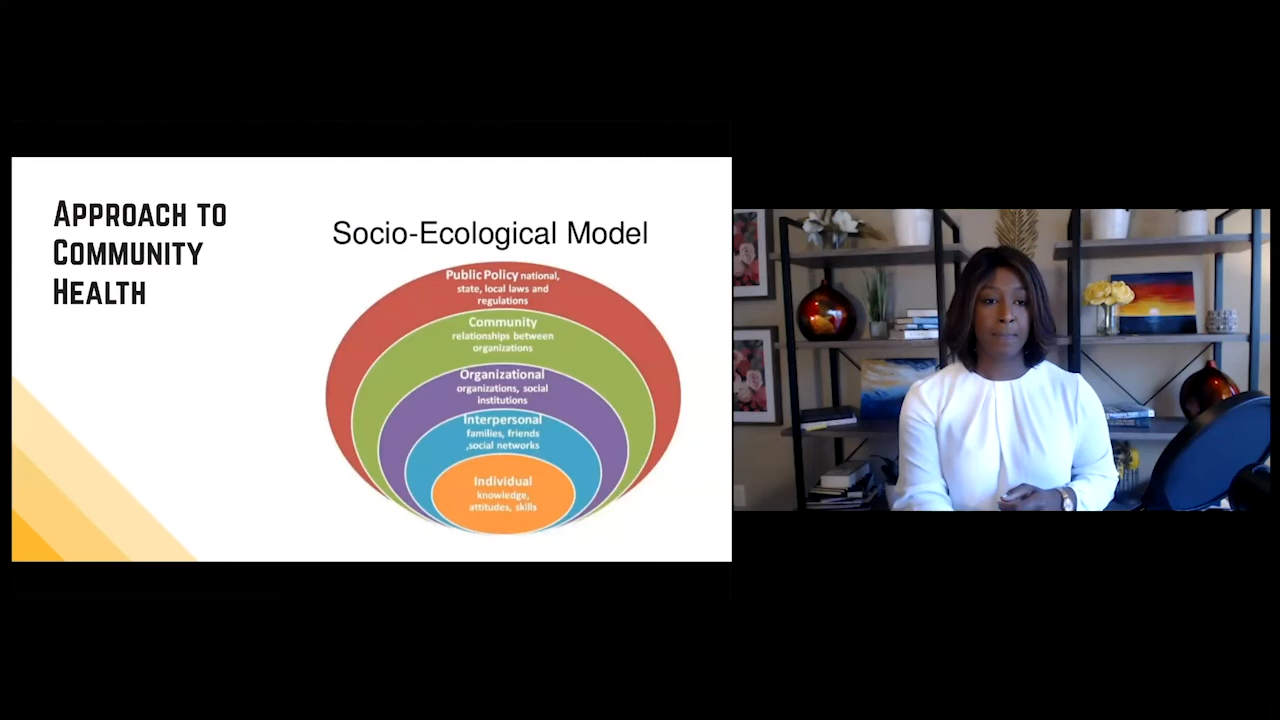 APPROACH TO
COMMUNITY
HEALTH
Socio-Ecological Model
Public Policy national,
state, local laws and
regulations
Community
relationships between
organizations
Organizational
organizations, social
institutions
Interpersonal
families, friends
,social networks
Individual
knowledge,
attitudes, skills